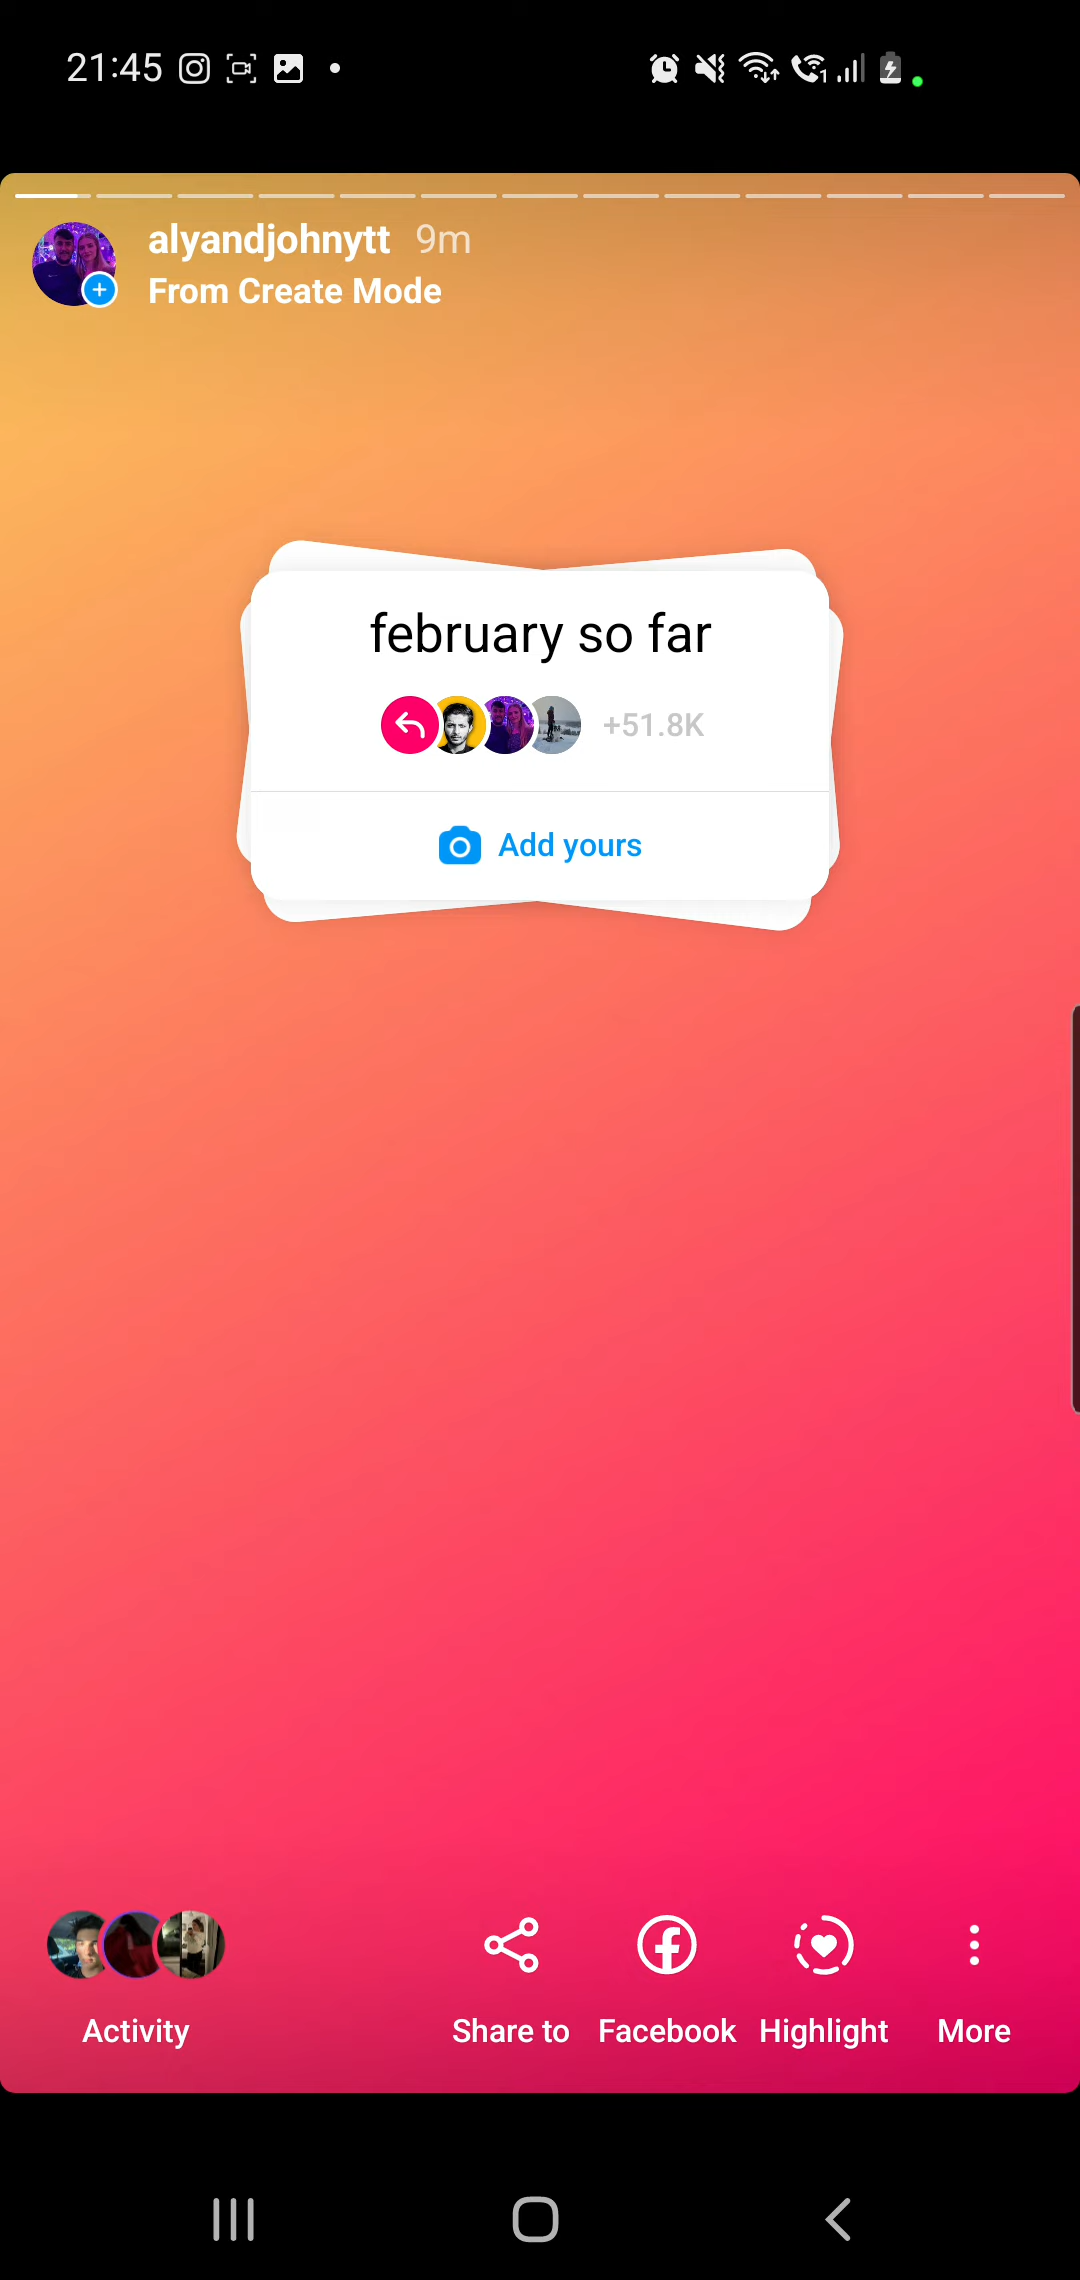 21:45
alyandjohnytt 9m
From Create Mode
february so far
+51.8K
Add yours
Activity
Share to
Facebook
Highlight
More